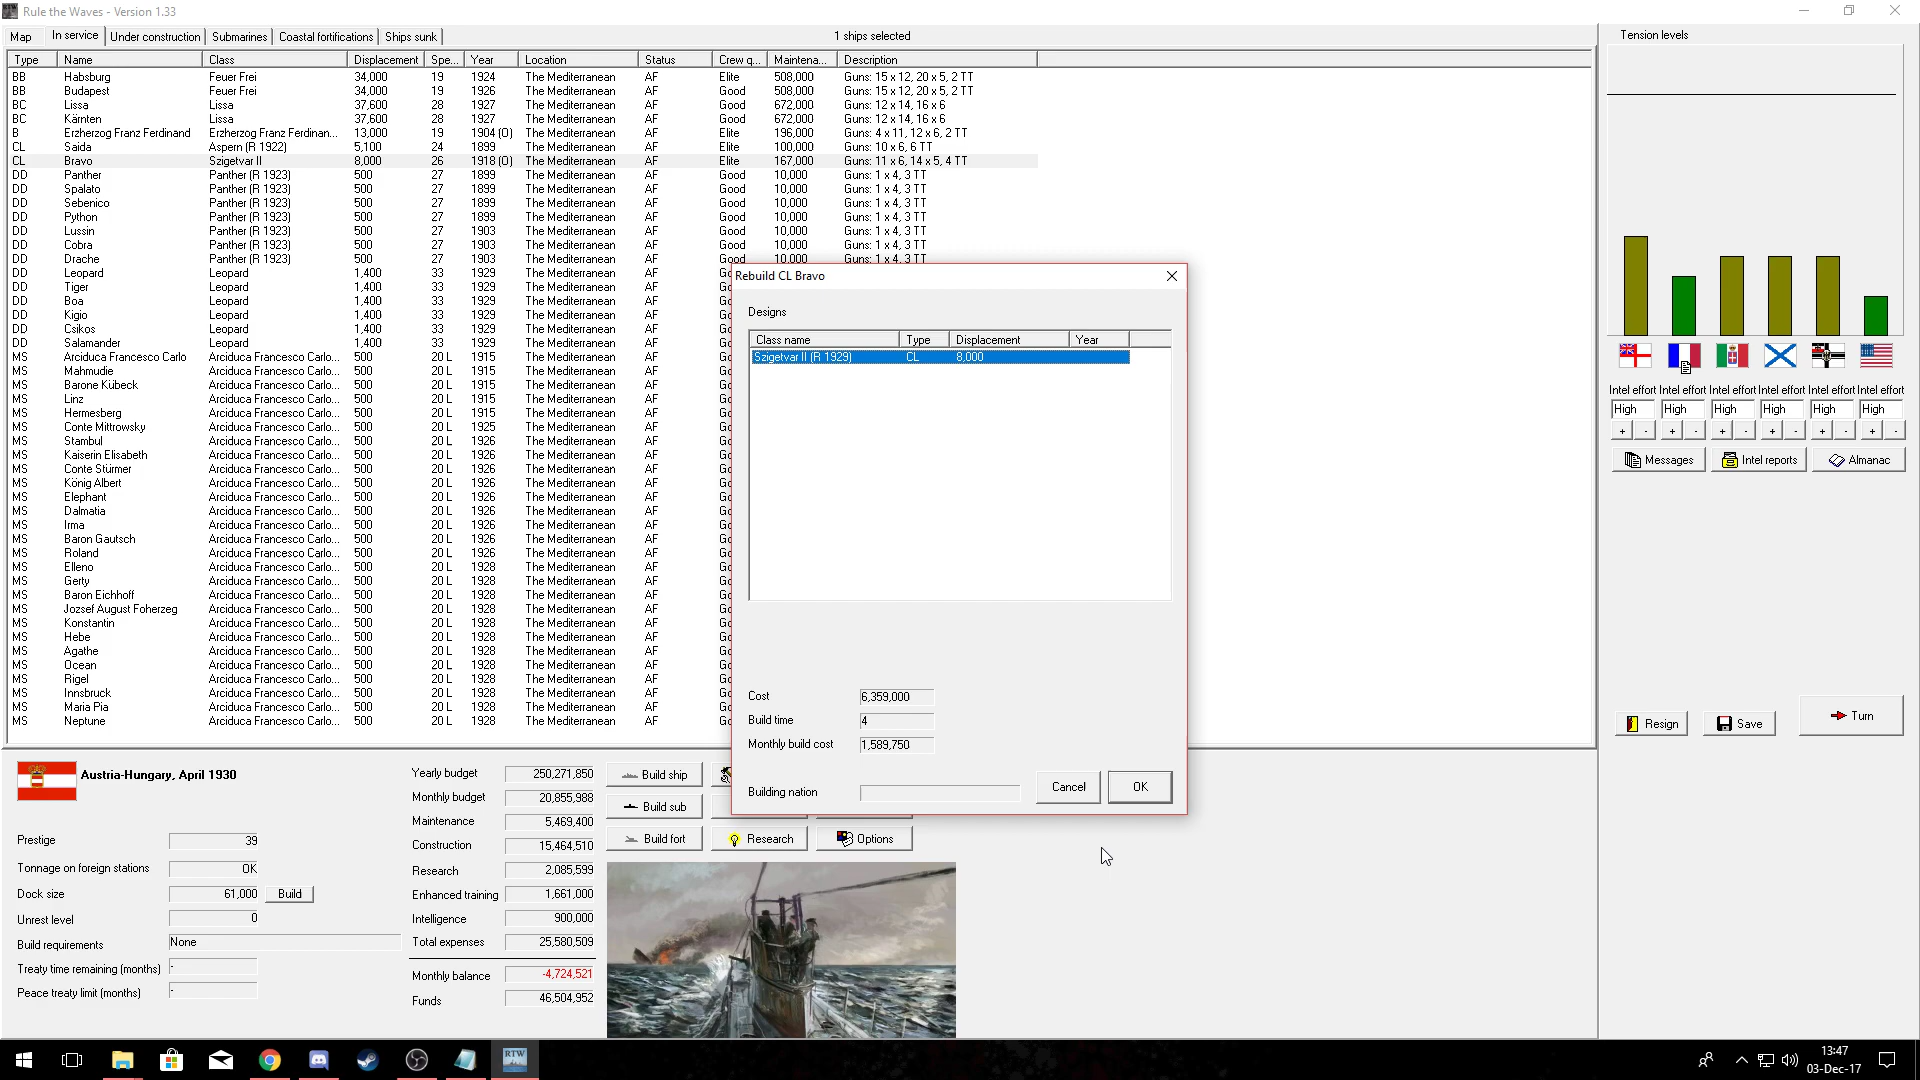 Rule the Waves - Version 1.33
Map In service Under construction Submarines Coastal fortifications Ships sunk 1 ships selected
Type Name Class Displacement Spe... Year Location Status Crew q... Maintena... Description
BB Habsburg Feuer Frei 34,000 19 1924 The Mediterranean AF Elite 508,000 Guns: 15 x 12, 20 x 5, 2 TT
BB Budapest Feuer Frei 34,000 19 1926 The Mediterranean AF Good 508,000 Guns: 15 x 12, 20 x 5, 2 TT
BC Lissa Lissa 37,600 28 1927 The Mediterranean AF Good 672,000 Guns: 12 x 14, 16 x 6
BC Kärnten Lissa 37,600 28 1927 The Mediterranean AF Good 672,000 Guns: 12 x 14, 16 x 6
B Erzherzog Franz Ferdinand Erzherzog Franz Ferdinan... 13,000 19 1904 (O) The Mediterranean AF Elite 196,000 Guns: 4 x 11, 12 x 6, 2 TT
CL Saida Aspern (R 1922) 5,100 24 1899 The Mediterranean AF Elite 100,000 Guns: 10 x 6, 6 TT
CL Bravo Szigetvar II 8,000 26 1918 (O) The Mediterranean AF Elite 167,000 Guns: 11 x 6, 14 x 5, 4 TT
DD Panther Panther (R 1923) 500 27 1899 The Mediterranean AF Good 10,000 Guns: 1 x 4, 3 TT
DD Spalato Panther (R 1923) 500 27 1899 The Mediterranean AF Good 10,000 Guns: 1 x 4, 3 TT
DD Sebenico Panther (R 1923) 500 27 1899 The Mediterranean AF Good 10,000 Guns: 1 x 4, 3 TT
DD Python Panther (R 1923) 500 27 1899 The Mediterranean AF Good 10,000 Guns: 1 x 4, 3 TT
DD Lussin Panther (R 1923) 500 27 1903 The Mediterranean AF Good 10,000 Guns: 1 x 4, 3 TT
DD Cobra Panther (R 1923) 500 27 1903 The Mediterranean AF Good 10,000 Guns: 1 x 4, 3 TT
DD Drache Panther (R 1923) 500 27 1903 The Mediterranean AF Good 10,000 Guns: 1 x 4, 3 TT
DD Leopard Leopard 1,400 33 1929 The Mediterranean AF
DD Tiger Leopard 1,400 33 1929 The Mediterranean AF
DD Boa Leopard 1,400 33 1929 The Mediterranean AF
DD Kigio Leopard 1,400 33 1929 The Mediterranean AF
DD Csikos Leopard 1,400 33 1929 The Mediterranean AF
DD Salamander Leopard 1,400 33 1929 The Mediterranean AF
MS Arciduca Francesco Carlo Arciduca Francesco Carlo... 500 20 L 1915 The Mediterranean AF
MS Mahmudie Arciduca Francesco Carlo... 500 20 L 1915 The Mediterranean AF
MS Barone Kübeck Arciduca Francesco Carlo... 500 20 L 1915 The Mediterranean AF
MS Linz Arciduca Francesco Carlo... 500 20 L 1915 The Mediterranean AF
MS Hermesberg Arciduca Francesco Carlo... 500 20 L 1915 The Mediterranean AF
MS Conte Mittrowsky Arciduca Francesco Carlo... 500 20 L 1925 The Mediterranean AF
MS Stambul Arciduca Francesco Carlo... 500 20 L 1926 The Mediterranean AF
MS Kaiserin Elisabeth Arciduca Francesco Carlo... 500 20 L 1926 The Mediterranean AF
MS Conte Stürmer Arciduca Francesco Carlo... 500 20 L 1926 The Mediterranean AF
MS König Albert Arciduca Francesco Carlo... 500 20 L 1926 The Mediterranean AF
MS Elephant Arciduca Francesco Carlo... 500 20 L 1926 The Mediterranean AF
MS Dalmatia Arciduca Francesco Carlo... 500 20 L 1926 The Mediterranean AF
MS Irma Arciduca Francesco Carlo... 500 20 L 1926 The Mediterranean AF
MS Baron Gautsch Arciduca Francesco Carlo... 500 20 L 1926 The Mediterranean AF
MS Roland Arciduca Francesco Carlo... 500 20 L 1926 The Mediterranean AF
MS Elleno Arciduca Francesco Carlo... 500 20 L 1928 The Mediterranean AF
MS Gerty Arciduca Francesco Carlo... 500 20 L 1928 The Mediterranean AF
MS Baron Eichhoff Arciduca Francesco Carlo... 500 20 L 1928 The Mediterranean AF
MS Jozsef August Foherzeg Arciduca Francesco Carlo... 500 20 L 1928 The Mediterranean AF
MS Konstantin Arciduca Francesco Carlo... 500 20 L 1928 The Mediterranean AF
MS Hebe Arciduca Francesco Carlo... 500 20 L 1928 The Mediterranean AF
MS Agathe Arciduca Francesco Carlo... 500 20 L 1928 The Mediterranean AF
MS Ocean Arciduca Francesco Carlo... 500 20 L 1928 The Mediterranean AF
MS Rigel Arciduca Francesco Carlo... 500 20 L 1928 The Mediterranean AF
MS Innsbruck Arciduca Francesco Carlo... 500 20 L 1928 The Mediterranean AF
MS Maria Pia Arciduca Francesco Carlo... 500 20 L 1928 The Mediterranean AF
MS Neptune Arciduca Francesco Carlo... 500 20 L 1928 The Mediterranean AF
Rebuild CL Bravo
Designs
Class name Type Displacement Year
Szigetvar II (R 1929) CL 8,000
Cost 6,359,000
Build time 4
Monthly build cost 1,589,750
Building nation
Cancel OK
Tension levels
Intel effort Intel effort Intel effort Intel effort Intel effort Intel effort
High High High High High High
+ - + - + - + - + - + -
Messages Intel reports Almanac
Resign Save Turn
Austria-Hungary, April 1930
Prestige 39
Tonnage on foreign stations OK
Dock size 61,000 Build
Unrest level 0
Build requirements None
Treaty time remaining (months) -
Peace treaty limit (months) -
Yearly budget 250,271,850
Monthly budget 20,855,988
Maintenance 5,469,400
Construction 15,464,510
Research 2,085,599
Enhanced training 1,661,000
Intelligence 900,000
Total expenses 25,580,509
Monthly balance -4,724,521
Funds 46,504,952
Build ship
Build sub
Build fort Research Options
RTW
13:47
03-Dec-17